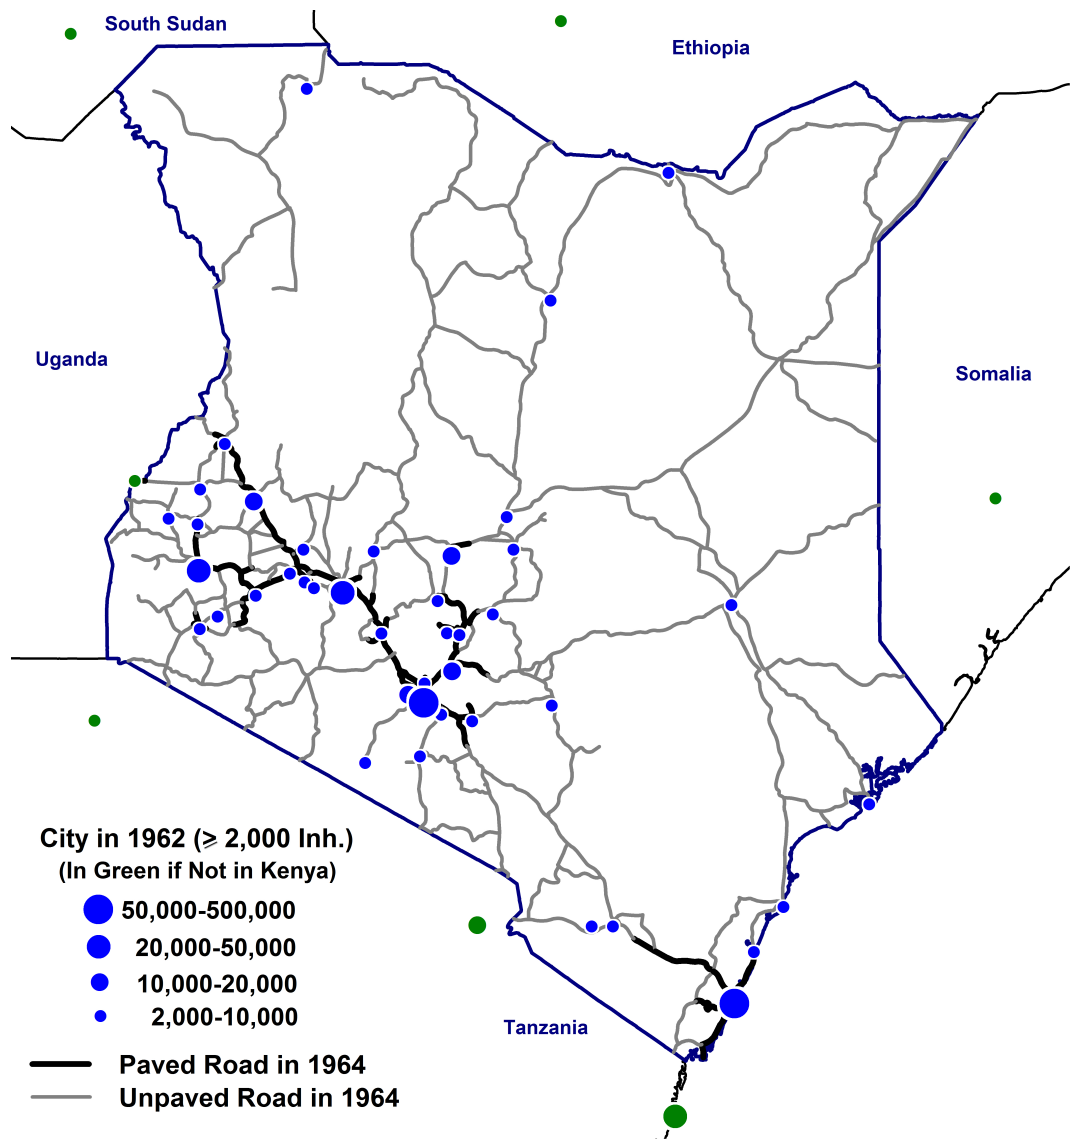 South Sudan
Ethiopia
Uganda
Somalia
City in 1962 (⩾ 2,000 Inh.)
(In Green if Not in Kenya)
50,000-500,000
20,000-50,000
10,000-20,000
2,000-10,000
Tanzania
Paved Road in 1964
Unpaved Road in 1964